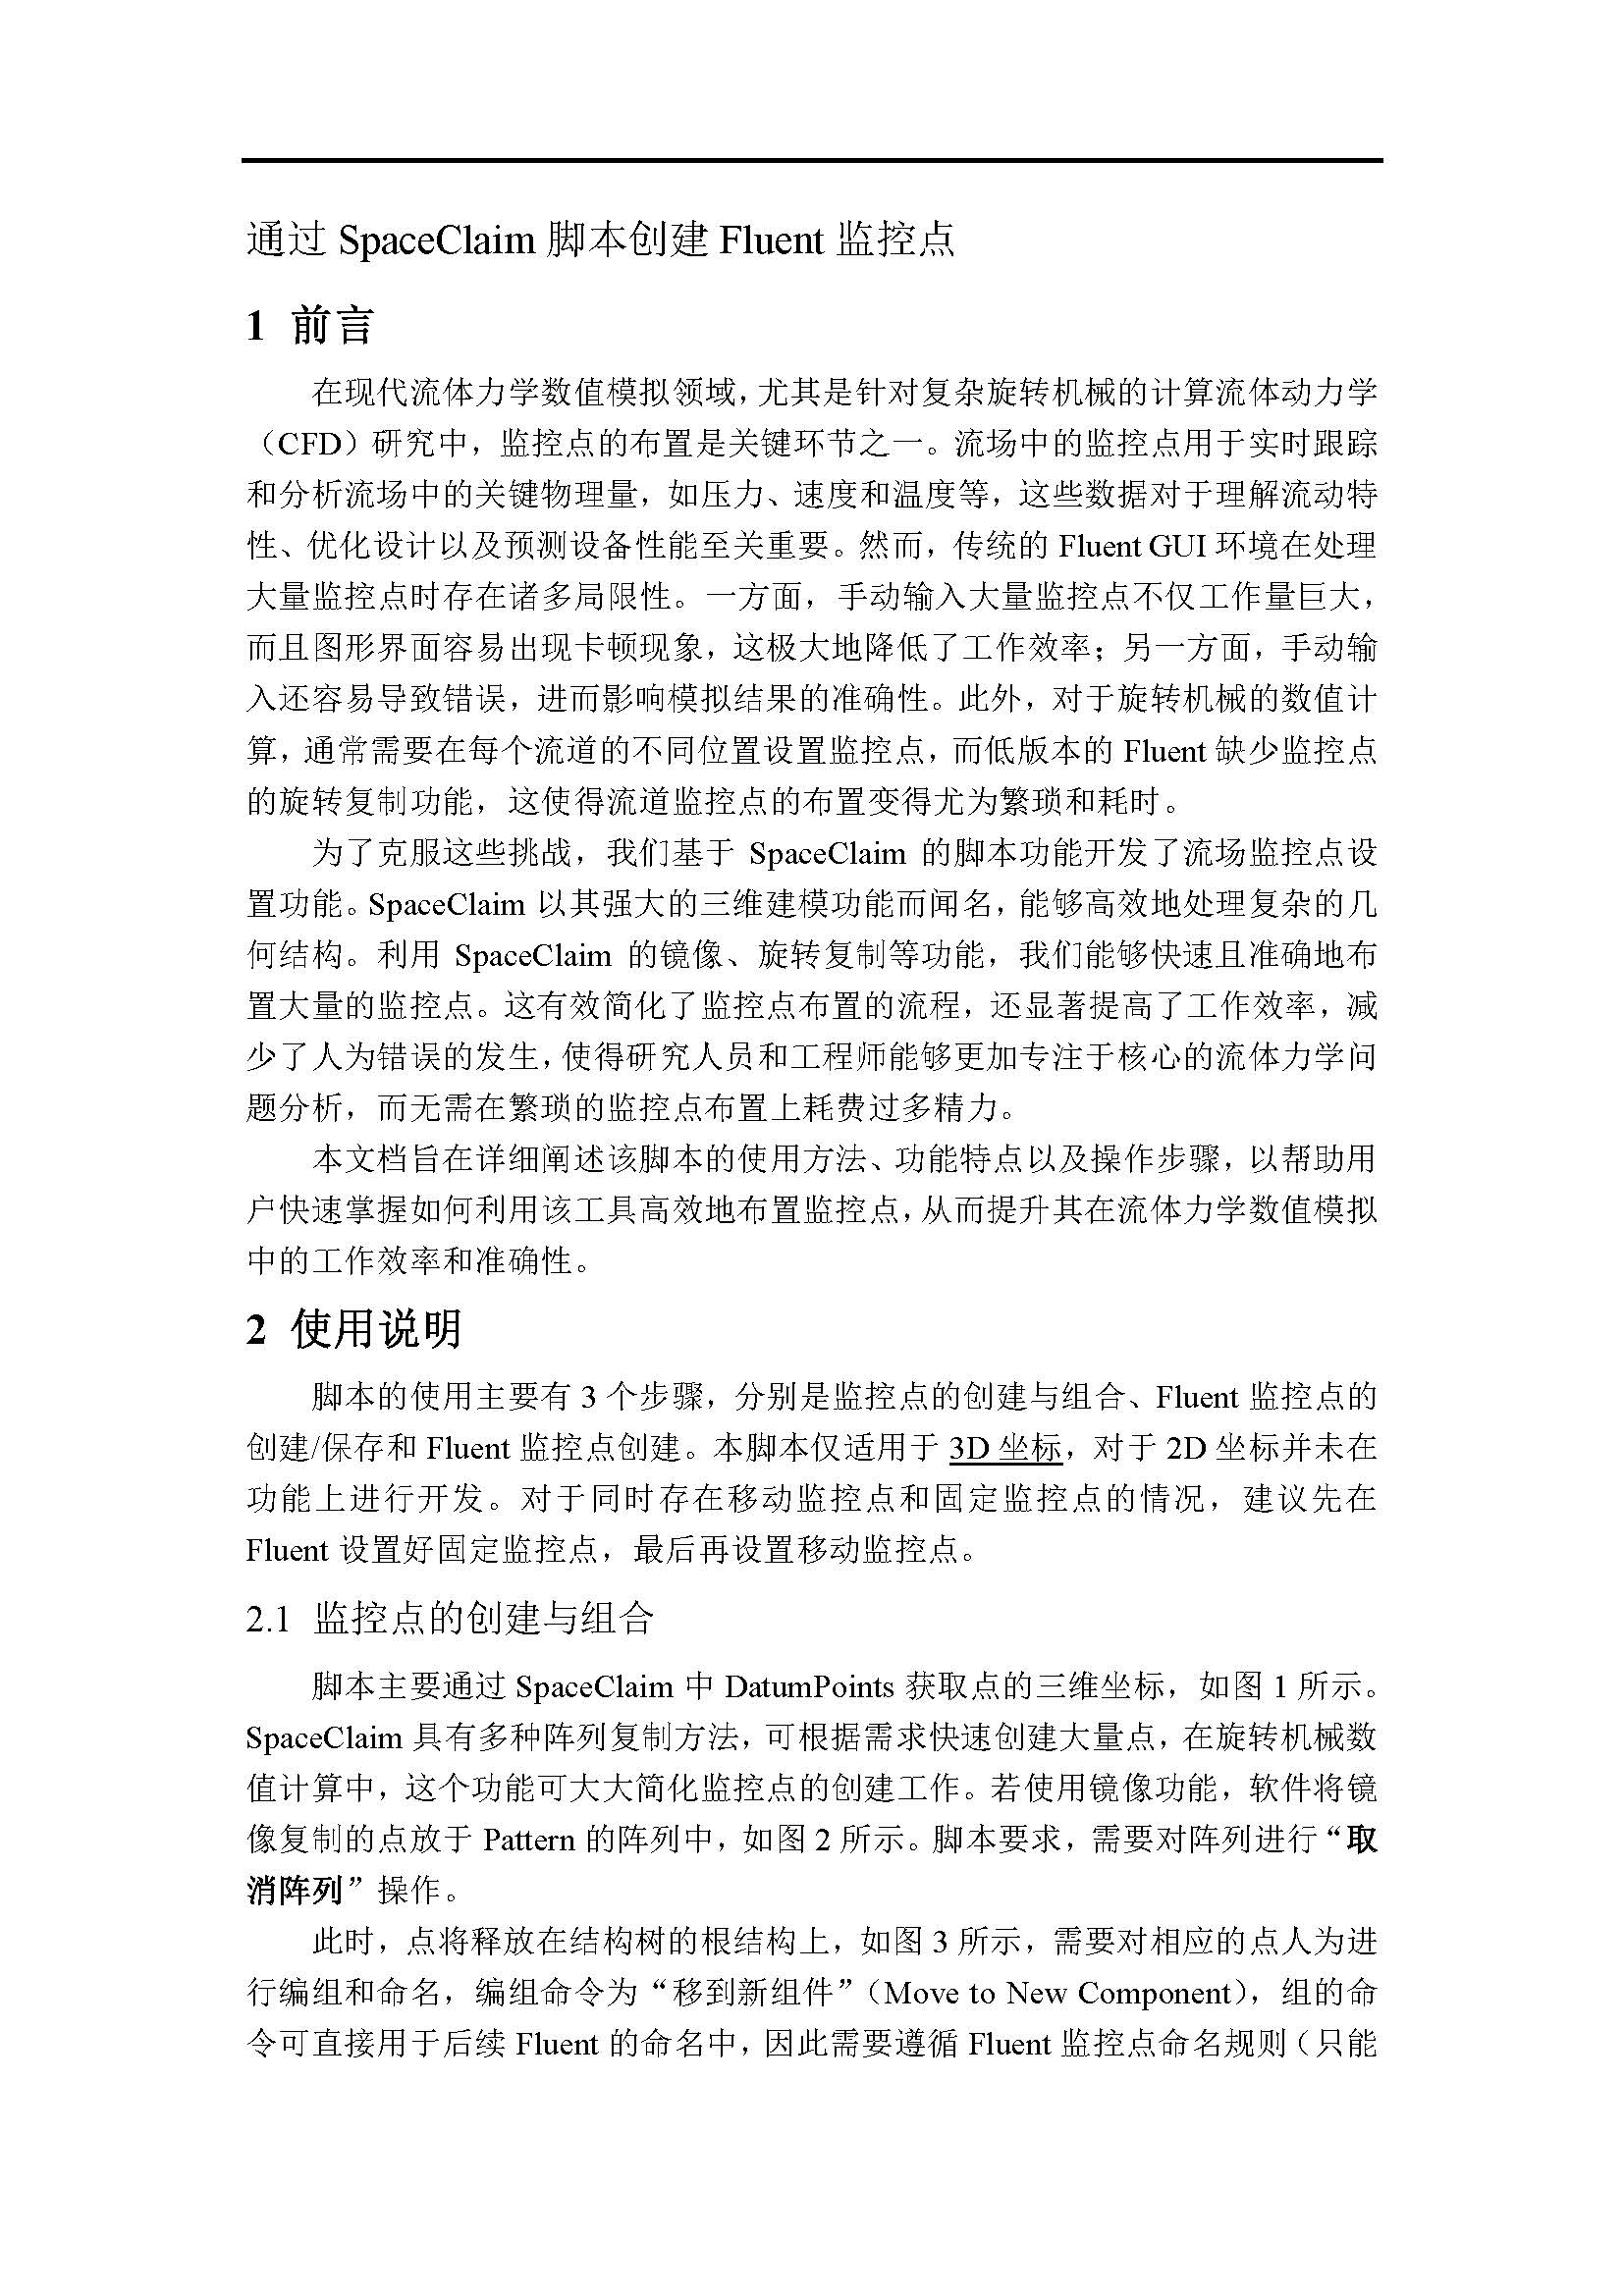 通过 SpaceClaim 脚本创建 Fluent 监控点
1 前言
在现代流体力学数值模拟领域，尤其是针对复杂旋转机械的计算流体动力学
（CFD）研究中，监控点的布置是关键环节之一。流场中的监控点用于实时跟踪
和分析流场中的关键物理量，如压力、速度和温度等，这些数据对于理解流动特
性、优化设计以及预测设备性能至关重要。然而，传统的 Fluent GUI 环境在处理
大量监控点时存在诸多局限性。一方面，手动输入大量监控点不仅工作量巨大，
而且图形界面容易出现卡顿现象，这极大地降低了工作效率；另一方面，手动输
入还容易导致错误，进而影响模拟结果的准确性。此外，对于旋转机械的数值计
算，通常需要在每个流道的不同位置设置监控点，而低版本的 Fluent 缺少监控点
的旋转复制功能，这使得流道监控点的布置变得尤为繁琐和耗时。
为了克服这些挑战，我们基于 SpaceClaim 的脚本功能开发了流场监控点设
置功能。SpaceClaim 以其强大的三维建模功能而闻名，能够高效地处理复杂的几
何结构。利用 SpaceClaim 的镜像、旋转复制等功能，我们能够快速且准确地布
置大量的监控点。这有效简化了监控点布置的流程，还显著提高了工作效率，减
少了人为错误的发生，使得研究人员和工程师能够更加专注于核心的流体力学问
题分析，而无需在繁琐的监控点布置上耗费过多精力。
本文档旨在详细阐述该脚本的使用方法、功能特点以及操作步骤，以帮助用
户快速掌握如何利用该工具高效地布置监控点，从而提升其在流体力学数值模拟
中的工作效率和准确性。
2 使用说明
脚本的使用主要有 3 个步骤，分别是监控点的创建与组合、Fluent 监控点的
创建/保存和 Fluent 监控点创建。本脚本仅适用于 3D 坐标，对于 2D 坐标并未在
功能上进行开发。对于同时存在移动监控点和固定监控点的情况，建议先在
Fluent 设置好固定监控点，最后再设置移动监控点。
2.1 监控点的创建与组合
脚本主要通过 SpaceClaim 中 DatumPoints 获取点的三维坐标，如图 1 所示。
SpaceClaim 具有多种阵列复制方法，可根据需求快速创建大量点，在旋转机械数
值计算中，这个功能可大大简化监控点的创建工作。若使用镜像功能，软件将镜
像复制的点放于 Pattern 的阵列中，如图 2 所示。脚本要求，需要对阵列进行“取
消阵列”操作。
此时，点将释放在结构树的根结构上，如图 3 所示，需要对相应的点人为进
行编组和命名，编组命令为“移到新组件”（Move to New Component），组的命
令可直接用于后续 Fluent 的命名中，因此需要遵循 Fluent 监控点命名规则（只能